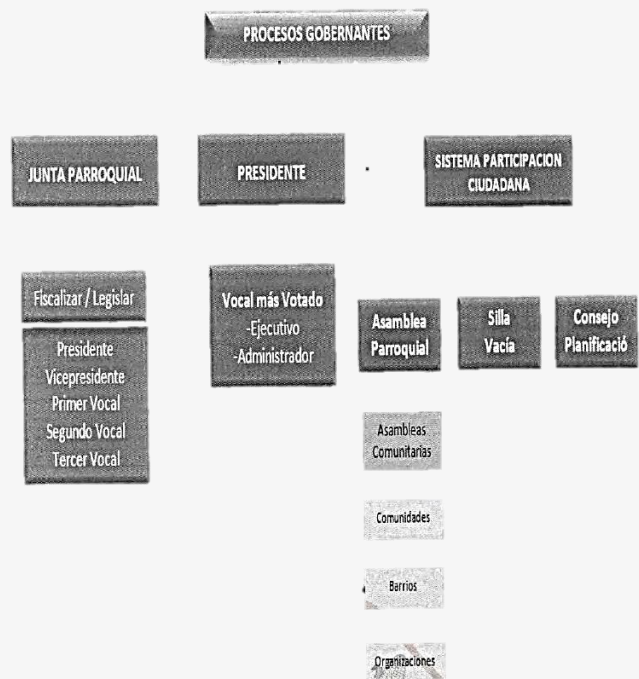 PROCESOS GOBERNANTES
JUNTA PARROQUIAL
PRESIDENTE
SISTEMA PARTICIPACION
CIUDADANA
Fiscalizar / Legislar
Presidente
Vicepresidente
Primer Vocal
Segundo Vocal
Tercer Vocal
Vocal más Votado
-Ejecutivo
-Administrador
Asamblea
Parroquial
Silla
Vacía
Consejo
Planificació
Asambleas
Comunitarias
Comunidades
Barrios
Organizaciones